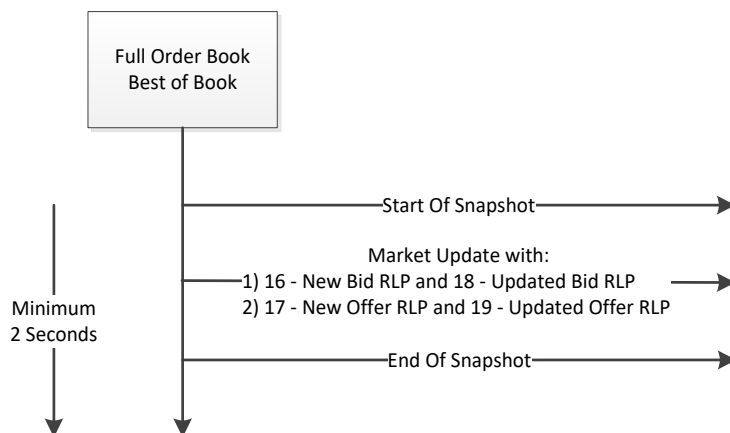 Full Order Book
Best of Book
Start Of Snapshot
Market Update with:
1) 16 - New Bid RLP and 18 - Updated Bid RLP
2) 17 - New Offer RLP and 19 - Updated Offer RLP
Minimum
2 Seconds
End Of Snapshot